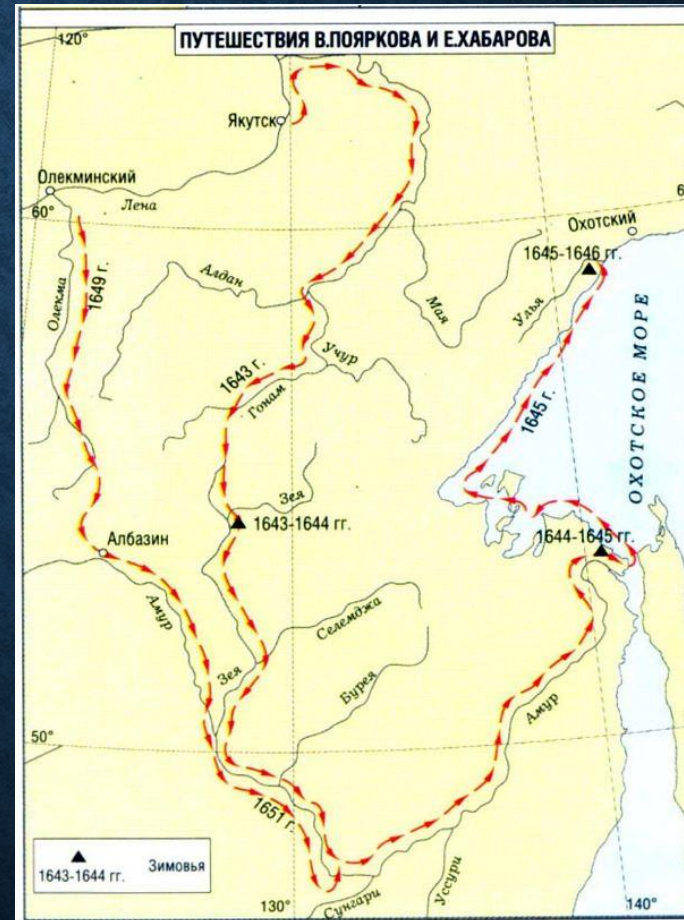 ПУТЕШЕСТВИЯ В.ПОЯРКОВА И Е.ХАБАРОВА
120°
Якутск
Олекминский
Лена
60°
6
Охотский
1645-1646 гг.
Алдан
Мая
Улья
Олекма
1649 г.
Учур
1643 г.
Гонам
ОХОТСКОЕ МОРЕ
1645 г.
Зея
1643-1644 гг.
1644-1645 гг.
Албазин
Амур
Селемджа
Зея
Бурея
Амур
50°
1651 г.
Зимовья
1643-1644 гг.
Сунгари
Уссури
130°
140°